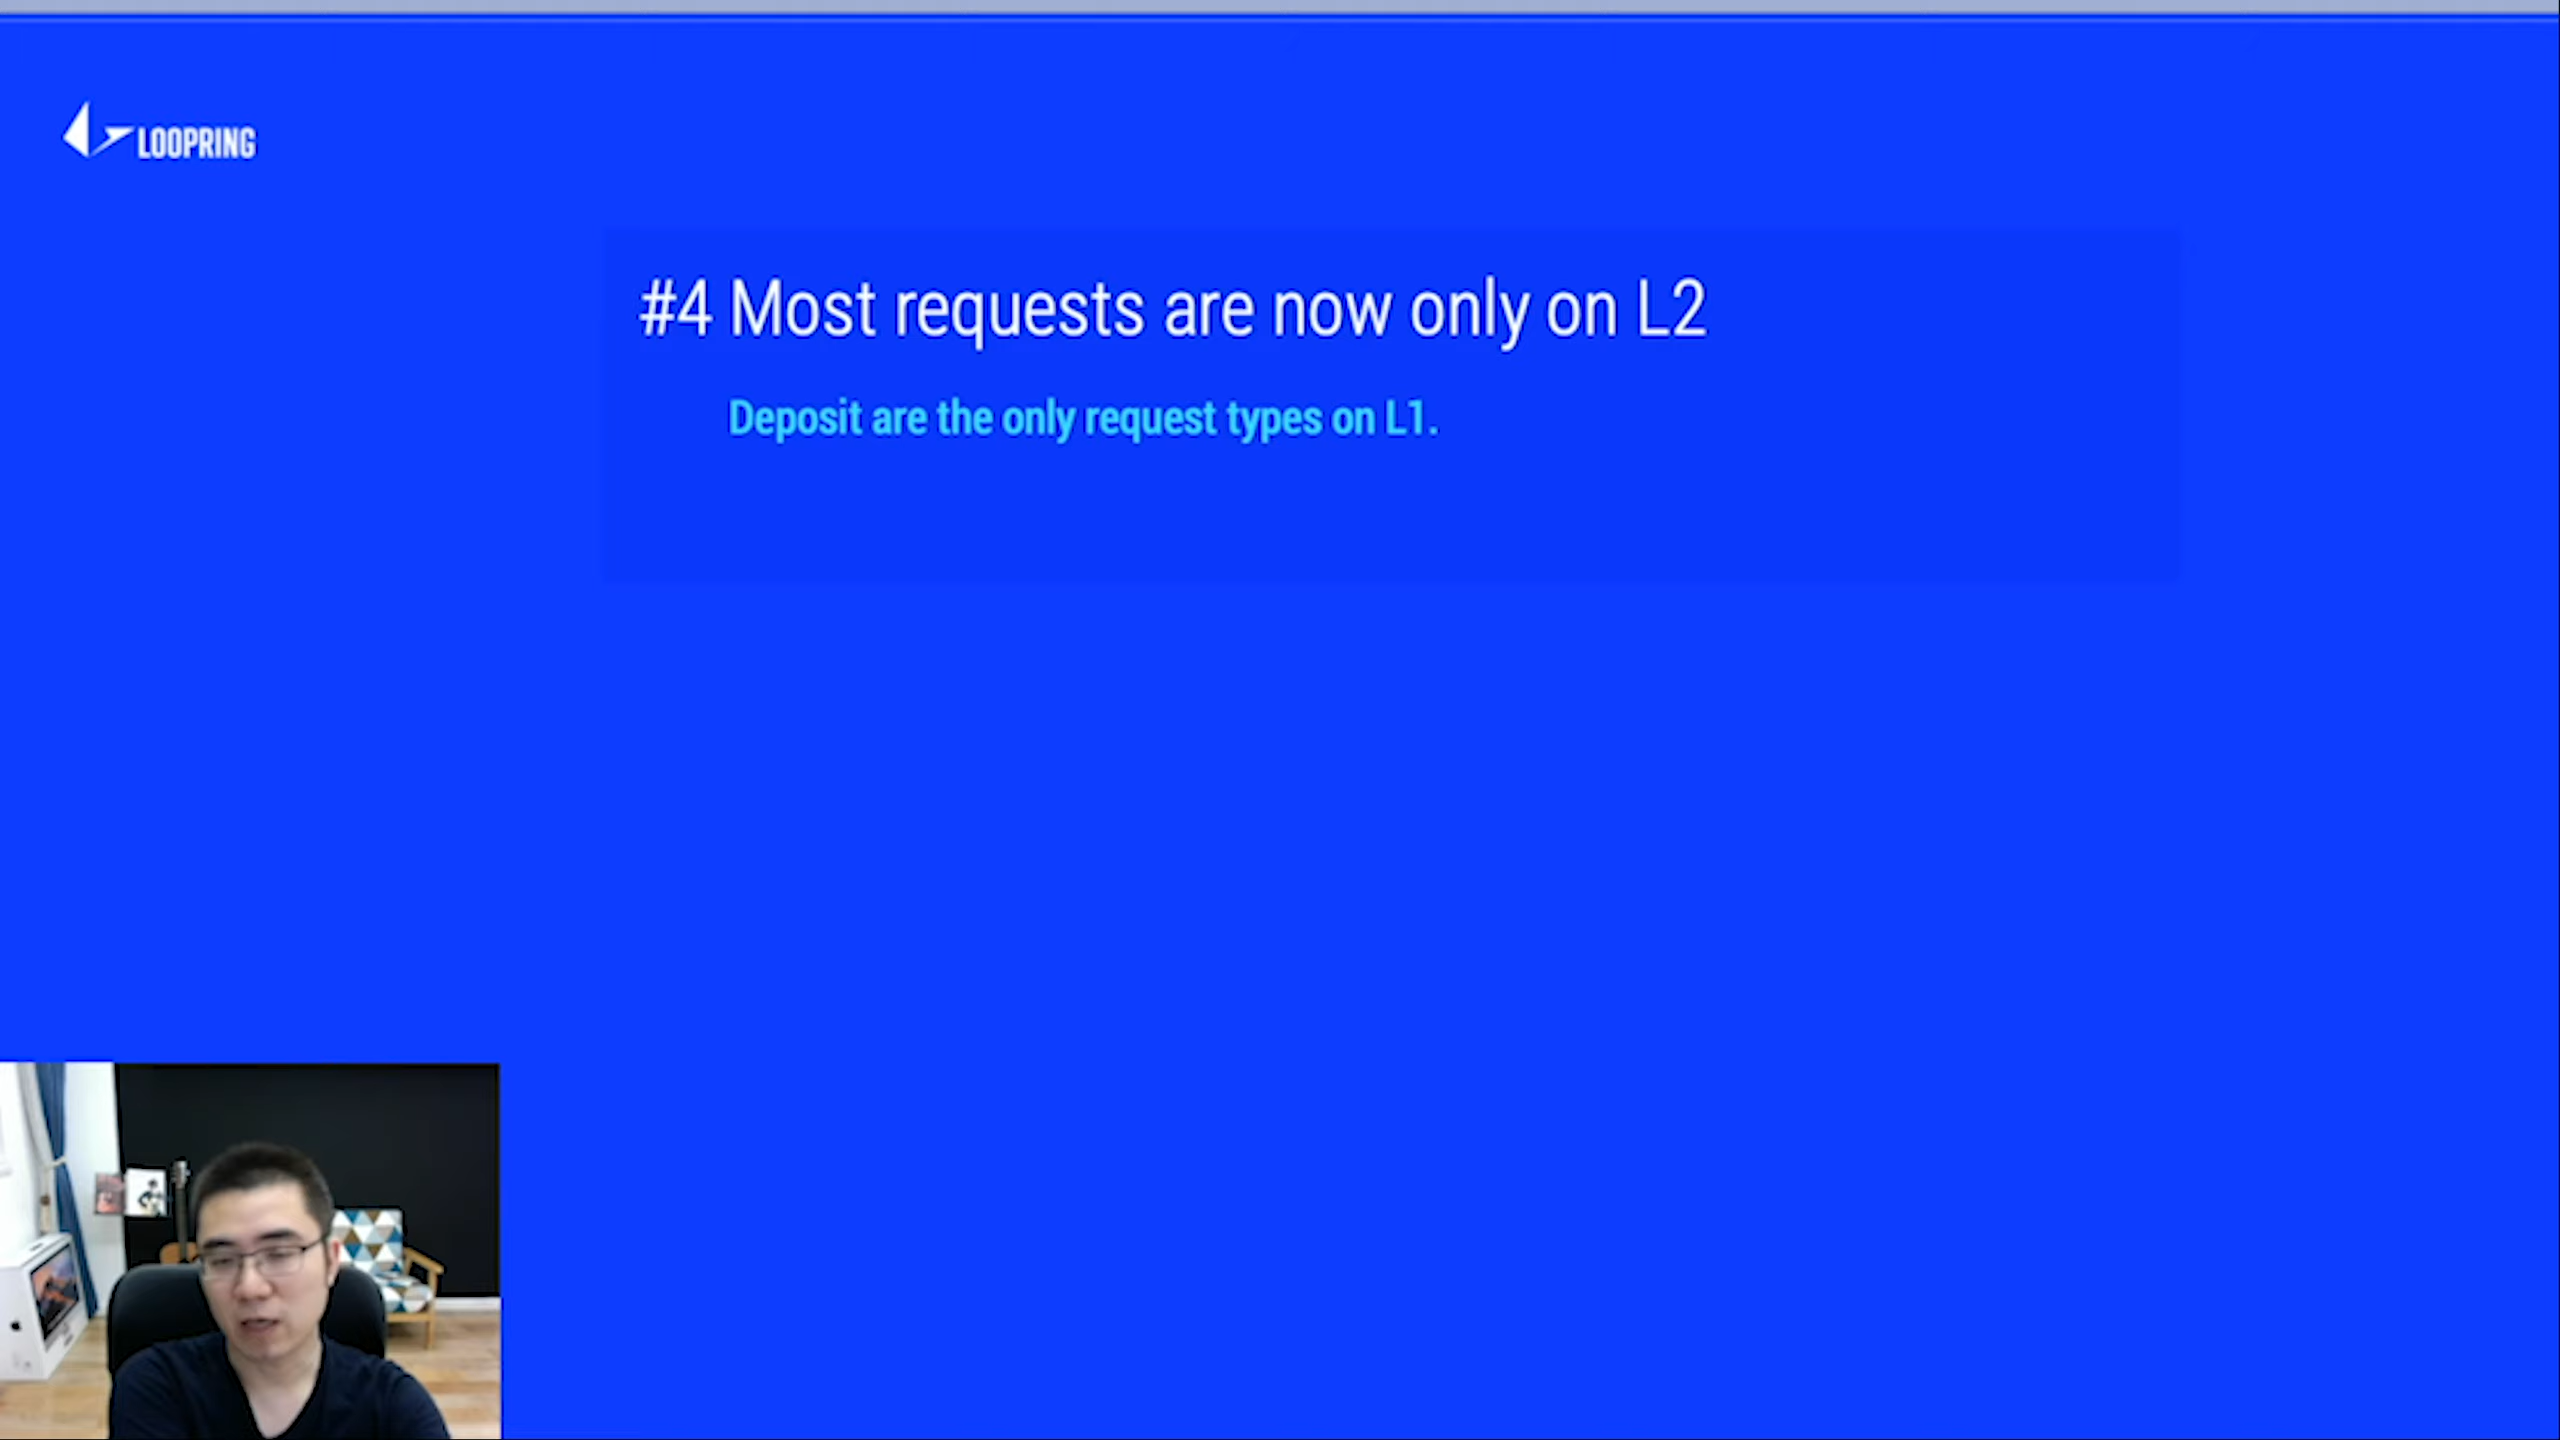 LOOPRING
#4 Most requests are now only on L2
Deposit are the only request types on L1.